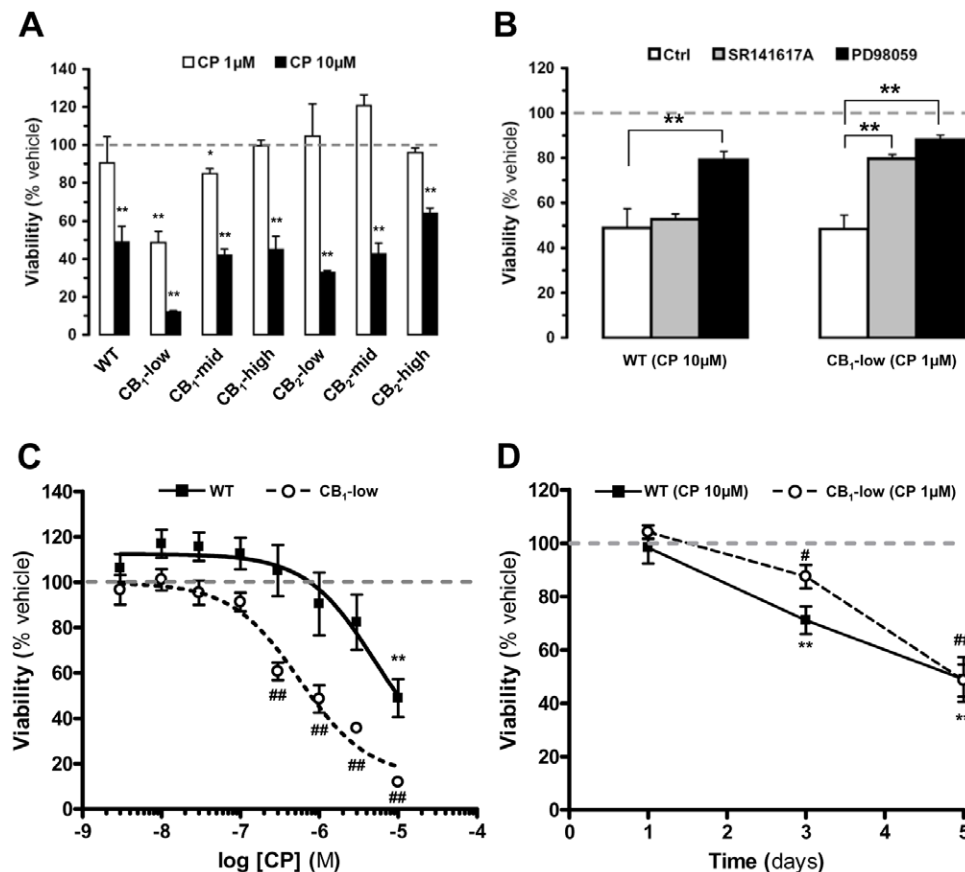 A
CP 1µM CP 10µM
Viability (% vehicle)
140
120
100
80
60
40
20
0
** ** ** * ** ** ** ** **
WT CB₁-low CB₁-mid CB₁-high CB₂-low CB₂-mid CB₂-high
B
Ctrl SR141617A PD98059
Viability (% vehicle)
120
100
80
60
40
20
0
** ** **
WT (CP 10µM) CB₁-low (CP 1µM)
C
WT CB₁-low
Viability (% vehicle)
140
120
100
80
60
40
20
0
**
## ## ## ##
-9 -8 -7 -6 -5 -4
log [CP] (M)
D
WT (CP 10µM) CB₁-low (CP 1µM)
Viability (% vehicle)
120
100
80
60
40
20
0
#
**
0 1 2 3 4 5
Time (days)